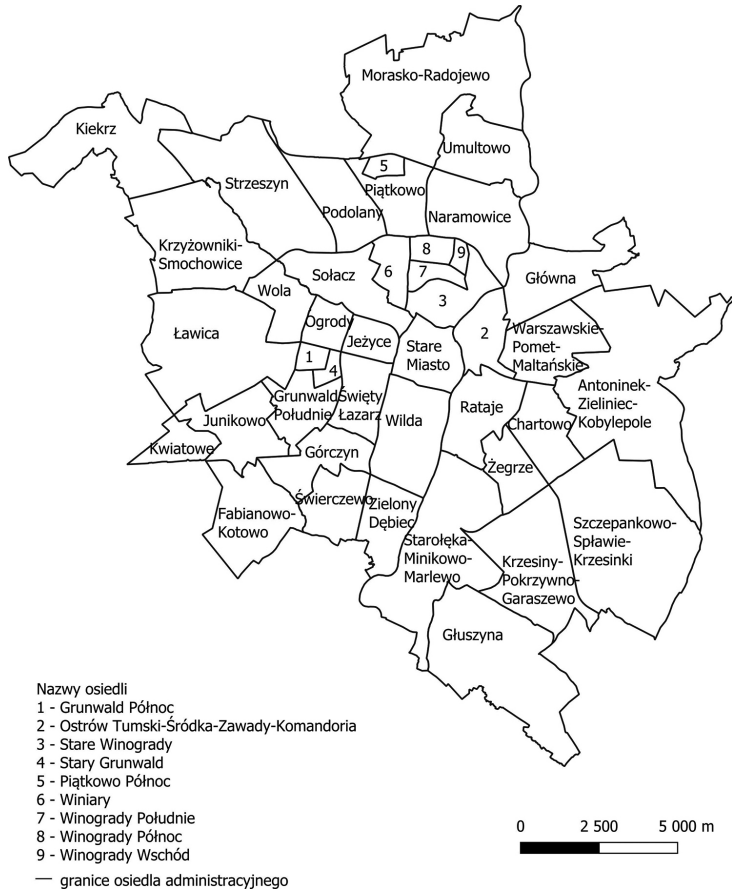 Morasko-Radojewo
Kiekrz
Umultowo
5
Strzeszyn
Piątkowo
Podolany
Naramowice
Krzyżowniki-
Smochowice
8
9
Sołacz
6
7
Główna
Wola
3
Ogrody
Ławica
Jeżyce
Stare
Miasto
2
Warszawskie-
Pomet-
Maltańskie
1
4
Antoninek-
Zieliniec-
Kobylepole
Grunwald
Południe
Święty
Łazarz
Rataje
Junikowo
Wilda
Chartowo
Kwiatowe
Górczyn
Żegrze
Świerczewo
Zielony
Dębiec
Fabianowo-
Kotowo
Szczepankowo-
Spławie-
Krzesinki
Starołęka-
Minikowo-
Marlewo
Krzesiny-
Pokrzywno-
Garaszewo
Głuszyna
Nazwy osiedli
1 - Grunwald Północ
2 - Ostrów Tumski-Śródka-Zawady-Komandoria
3 - Stare Winogrady
4 - Stary Grunwald
5 - Piątkowo Północ
6 - Winiary
7 - Winogrady Południe
8 - Winogrady Północ
9 - Winogrady Wschód
granice osiedla administracyjnego
0 2 500 5 000 m